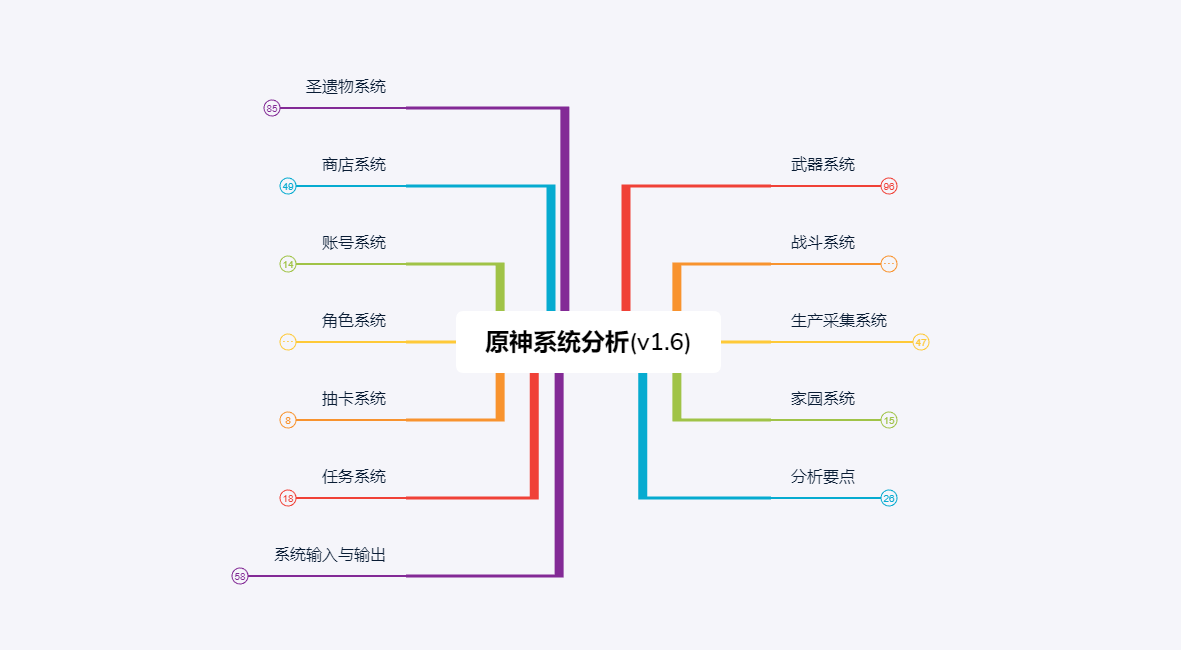 圣遗物系统
85
商店系统
49
账号系统
14
角色系统
...
抽卡系统
8
任务系统
18
系统输入与输出
58
原神系统分析(v1.6)
武器系统
96
战斗系统
...
生产采集系统
47
家园系统
15
分析要点
26